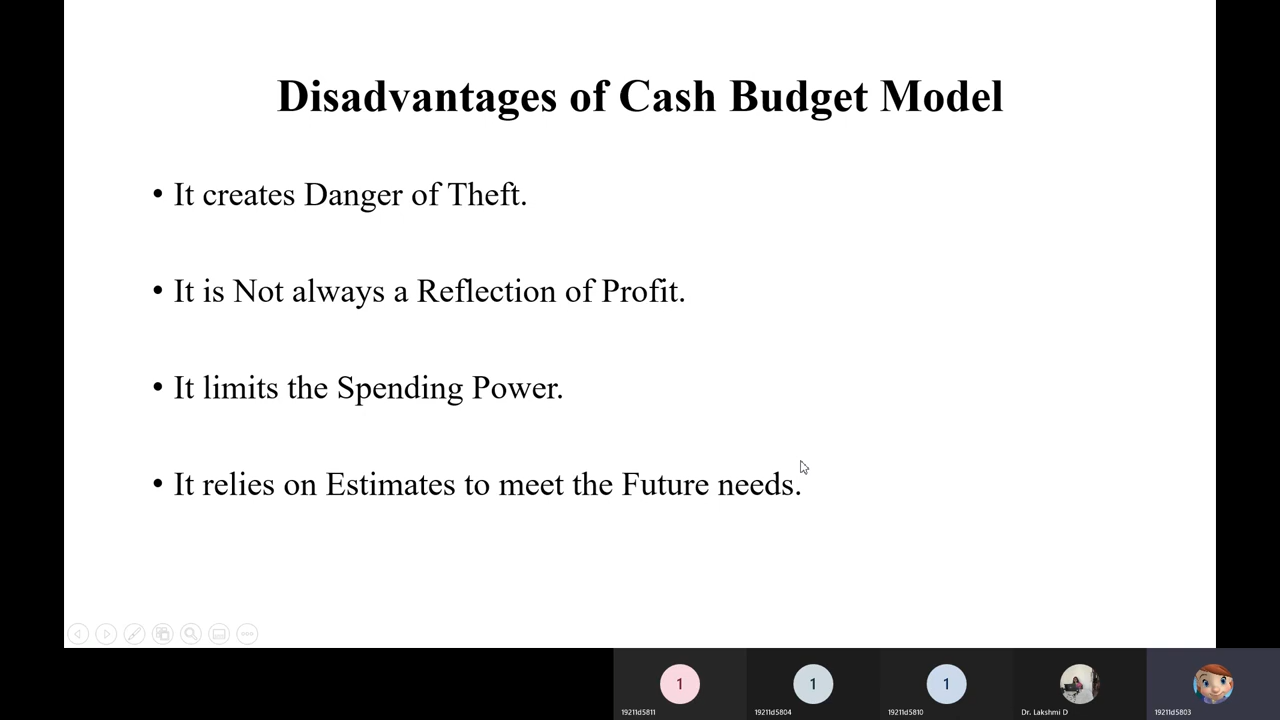 Disadvantages of Cash Budget Model
• It creates Danger of Theft.
• It is Not always a Reflection of Profit.
• It limits the Spending Power.
• It relies on Estimates to meet the Future needs.
1
1
1
19211d5811
19211d5804
19211d5810
Dr. Lakshmi D
19211d5803